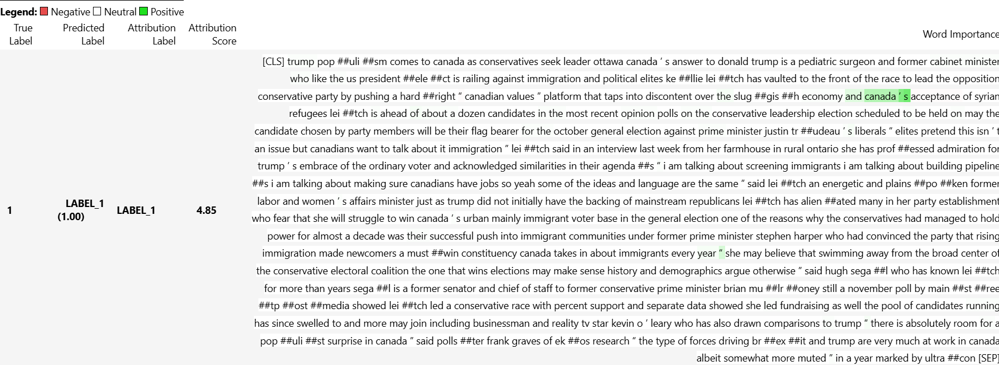 Legend: Negative Neutral Positive
True Label Predicted Label Attribution Label Attribution Score Word Importance
[CLS] trump pop ##uli ##sm comes to canada as conservatives seek leader ottawa canada ’ s answer to donald trump is a pediatric surgeon and former cabinet minister
who like the us president ##ele ##ct is railing against immigration and political elites ke ##llie lei ##tch has vaulted to the front of the race to lead the opposition
conservative party by pushing a hard ##right “ canadian values ” platform that taps into discontent over the slug ##gis ##h economy and canada ’ s acceptance of syrian
refugees lei ##tch is ahead of about a dozen candidates in the most recent opinion polls on the conservative leadership election scheduled to be held on may the
candidate chosen by party members will be their flag bearer for the october general election against prime minister justin tr ##udeau ’ s liberals “ elites pretend this isn ’ t
an issue but canadians want to talk about it immigration ” lei ##tch said in an interview last week from her farmhouse in rural ontario she has prof ##essed admiration for
trump ’ s embrace of the ordinary voter and acknowledged similarities in their agenda ##s “ i am talking about screening immigrants i am talking about building pipeline
##s i am talking about making sure canadians have jobs so yeah some of the ideas and language are the same ” said lei ##tch an energetic and plains ##po ##ken former
labor and women ’ s affairs minister just as trump did not initially have the backing of mainstream republicans lei ##tch has alien ##ated many in her party establishment
1 LABEL_1 (1.00) LABEL_1 4.85
who fear that she will struggle to win canada ’ s urban mainly immigrant voter base in the general election one of the reasons why the conservatives had managed to hold
power for almost a decade was their successful push into immigrant communities under former prime minister stephen harper who had convinced the party that rising
immigration made newcomers a must ##win constituency canada takes in about immigrants every year “ she may believe that swimming away from the broad center of
the conservative electoral coalition the one that wins elections may make sense history and demographics argue otherwise ” said hugh sega ##l who has known lei ##tch
for more than years sega ##l is a former senator and chief of staff to former conservative prime minister brian mu ##lr ##oney still a november poll by main ##st ##ree
##tp ##ost ##media showed lei ##tch led a conservative race with percent support and separate data showed she led fundraising as well the pool of candidates running
has since swelled to and more may join including businessman and reality tv star kevin o ’ leary who has also drawn comparisons to trump “ there is absolutely room for a
pop ##uli ##st surprise in canada ” said polls ##ter frank graves of ek ##os research “ the type of forces driving br ##ex ##it and trump are very much at work in canada
albeit somewhat more muted ” in a year marked by ultra ##con [SEP]